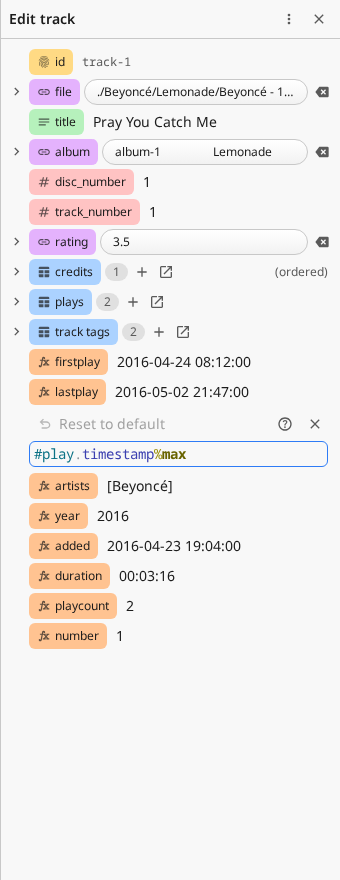 Edit track
id track-1
file ./Beyoncé/Lemonade/Beyoncé - 1...
title Pray You Catch Me
album album-1 Lemonade
disc_number 1
track_number 1
rating 3.5
credits 1 (ordered)
plays 2
track tags 2
firstplay 2016-04-24 08:12:00
lastplay 2016-05-02 21:47:00
Reset to default
#play.timestamp%max
artists [Beyoncé]
year 2016
added 2016-04-23 19:04:00
duration 00:03:16
playcount 2
number 1